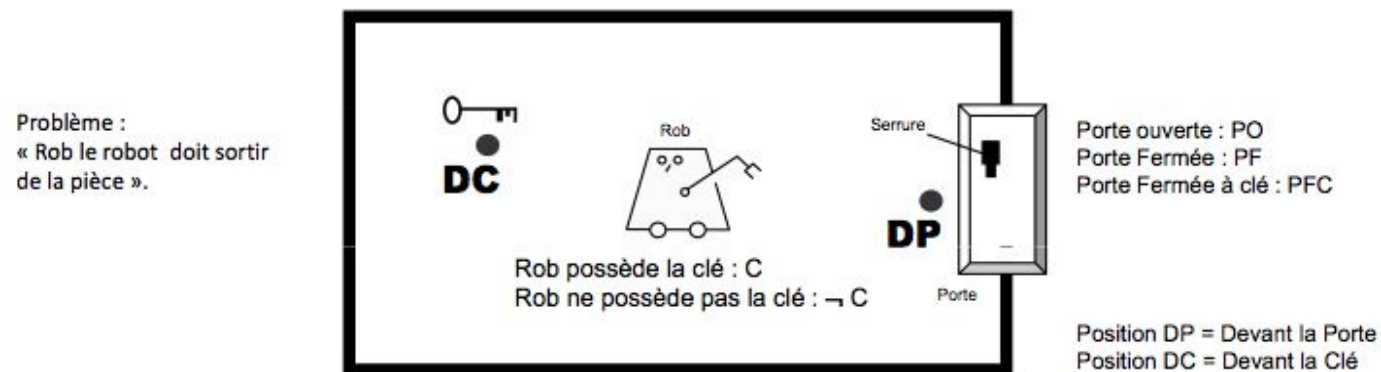 Problème :
« Rob le robot doit sortir
de la pièce ».
DC
Rob
Rob possède la clé : C
Rob ne possède pas la clé : ¬ C
Serrure
DP
Porte
Porte ouverte : PO
Porte Fermée : PF
Porte Fermée à clé : PFC
Position DP = Devant la Porte
Position DC = Devant la Clé